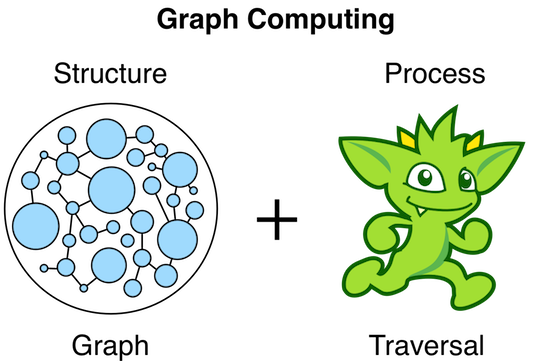 Graph Computing
Structure
Process
+
Graph
Traversal